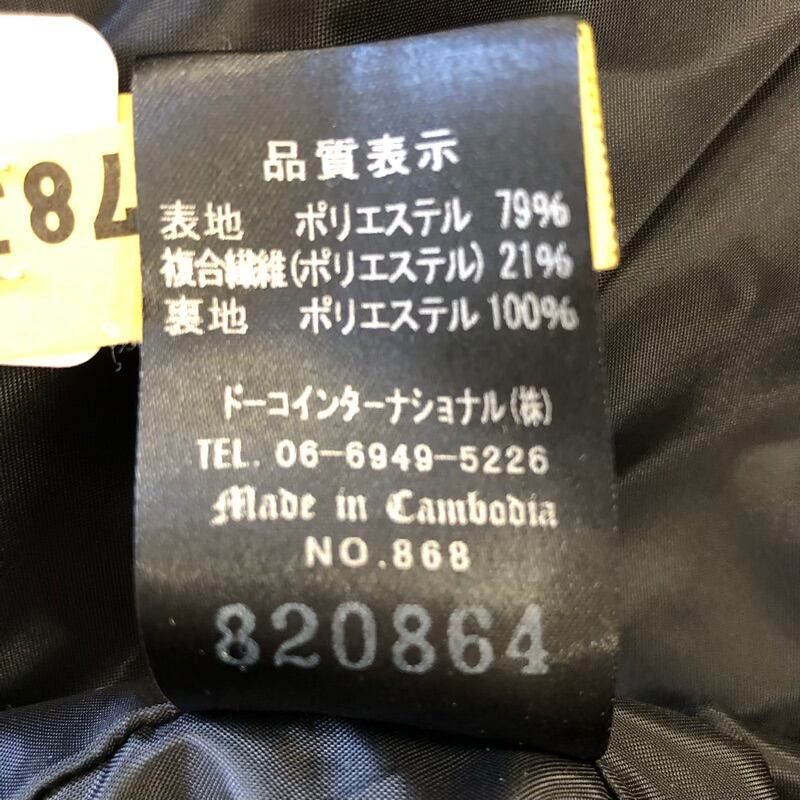 品質表示
表地 ポリエステル 79%
複合繊維(ポリエステル) 21%
裏地 ポリエステル 100%
ドーコインターナショナル(株)
TEL. 06-6949-5226
Made in Cambodia
NO.868
820864